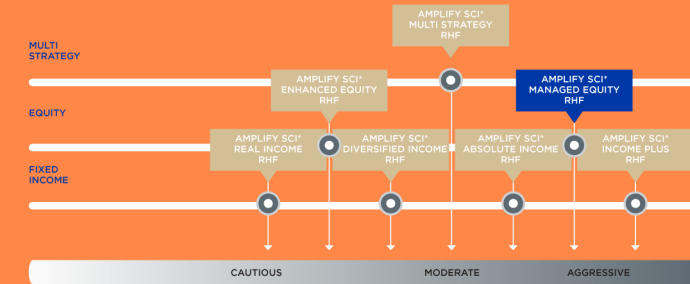 AMPLIFY SCI*
MULTI STRATEGY
RHF
MULTI
STRATEGY
AMPLIFY SCI*
ENHANCED EQUITY
RHF
AMPLIFY SCI*
MANAGED EQUITY
RHF
EQUITY
AMPLIFY SCI*
REAL INCOME
RHF
AMPLIFY SCI*
DIVERSIFIED INCOME
RHF
AMPLIFY SCI*
ABSOLUTE INCOME
RHF
AMPLIFY SCI*
INCOME PLUS
RHF
FIXED
INCOME
CAUTIOUS
MODERATE
AGGRESSIVE